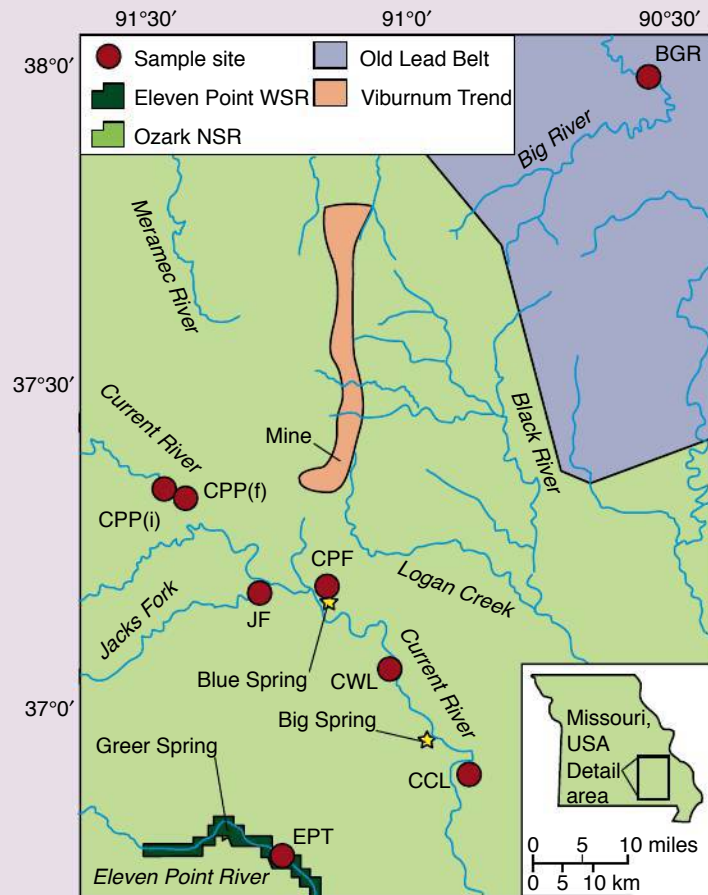 91°30'
91°0'
90°30'
38°0'
37°30'
37°0'
Sample site
Eleven Point WSR
Ozark NSR
Old Lead Belt
Viburnum Trend
BGR
Big River
Meramec River
Current River
Mine
Black River
CPP(f)
CPP(i)
CPF
Logan Creek
Jacks Fork
JF
Blue Spring
CWL
Current River
Big Spring
Greer Spring
CCL
EPT
Eleven Point River
Missouri,
USA
Detail
area
0 5 10 miles
0 5 10 km